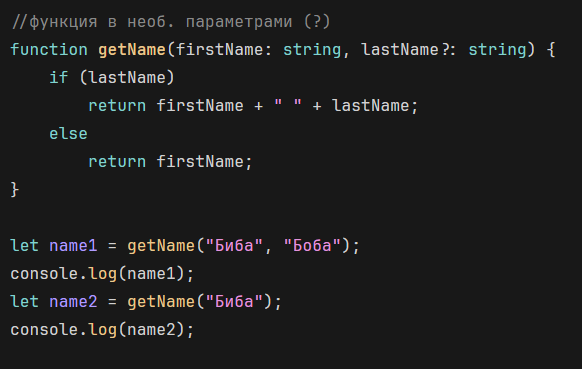 //функция в необ. параметрами (?)
function getName(firstName: string, lastName?: string) {
    if (lastName)
        return firstName + " " + lastName;
    else
        return firstName;
}

let name1 = getName("Биба", "Боба");
console.log(name1);
let name2 = getName("Биба");
console.log(name2);